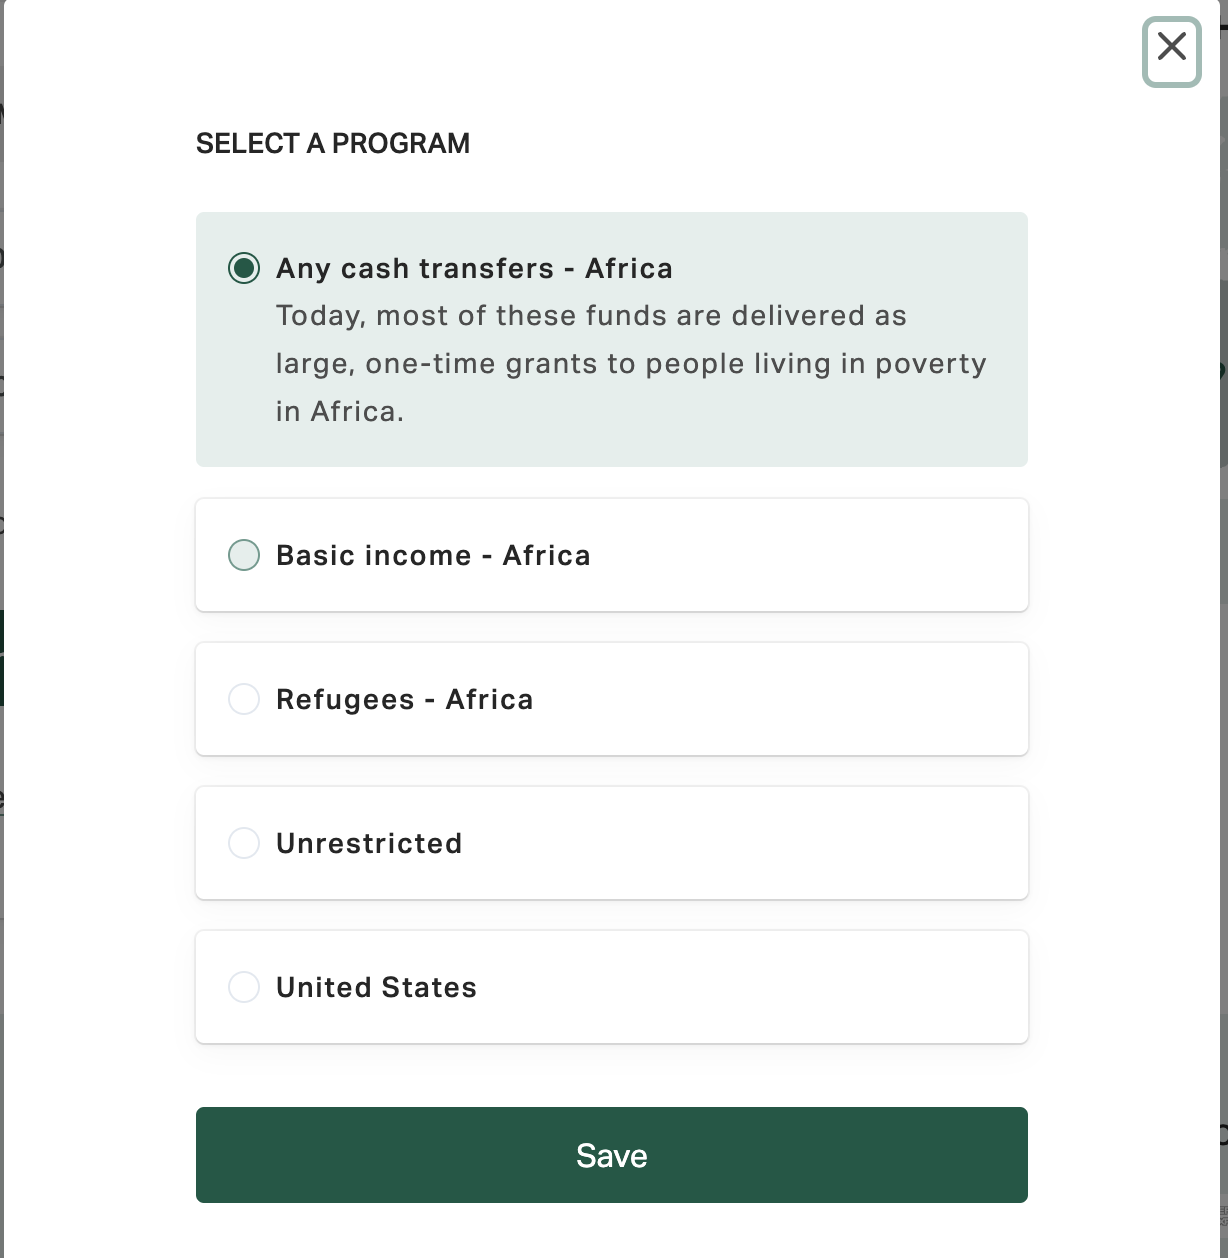 SELECT A PROGRAM
Any cash transfers - Africa
Today, most of these funds are delivered as
large, one-time grants to people living in poverty
in Africa.
Basic income - Africa
Refugees - Africa
Unrestricted
United States
Save